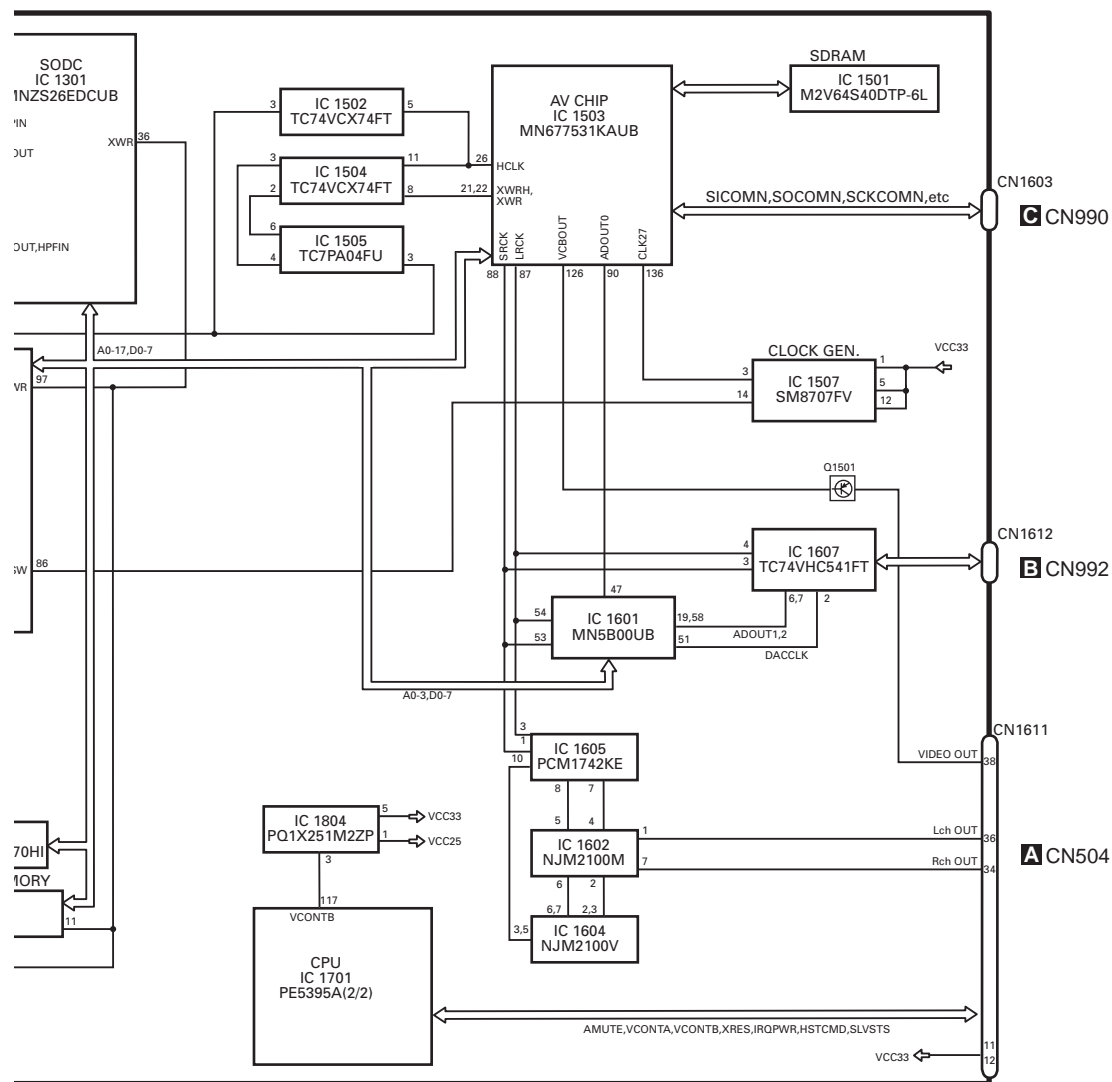 SODC
IC 1301
MNZS26EDCUB
PIN
OUT
XWR
36
OUT,HPFIN
A0-17,D0-7
WR
97
86
70HI
11
3
IC 1502
TC74VCX74FT
5
3
2
IC 1504
TC74VCX74FT
11
8
6
4
IC 1505
TC7PA04FU
3
AV CHIP
IC 1503
MN677531KAUB
26
HCLK
21,22
XWRH,
XWR
SRCK
LRCK
VCBOUT
ADOUT0
CLK27
88
87
126
90
136
SDRAM
IC 1501
M2V64S40DTP-6L
SICOMN,SOCOMN,SCKCOMN,etc
CN1603
C CN990
CLOCK GEN.
IC 1507
SM8707FV
3
14
1
5
12
VCC33
Q1501
CN1612
B CN992
4
3
IC 1607
TC74VHC541FT
6,7
2
47
54
53
IC 1601
MN5B00UB
19,58
51
ADOUT1,2
DACCLK
A0-3,D0-7
CN1611
VIDEO OUT
38
3
1
10
IC 1605
PCM1742KE
8
7
5
4
IC 1602
NJM2100M
1
7
Lch OUT
36
Rch OUT
34
A CN504
6
2
6,7
2,3
3,5
IC 1604
NJM2100V
IC 1804
PQ1X251M2ZP
5
VCC33
1
VCC25
3
117
VCONTB
CPU
IC 1701
PE5395A(2/2)
AMUTE,VCONTA,VCONTB,XRES,IRQPWR,HSTCMD,SLVSTS
VCC33
11
12